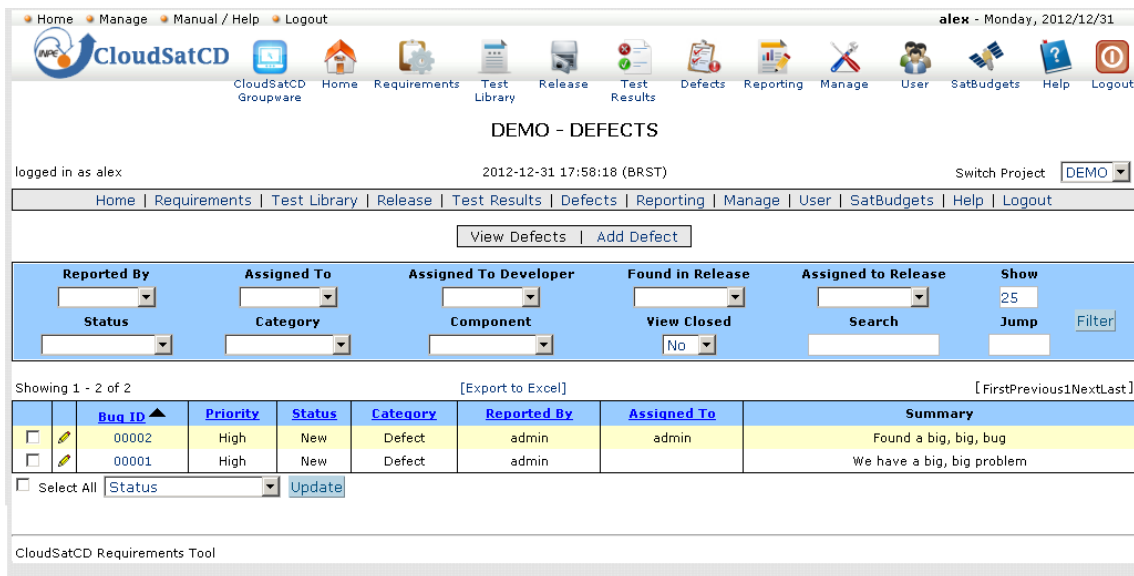 Home Manage Manual / Help Logout alex - Monday, 2012/12/31
INPE CloudSatCD
CloudSatCD Groupware Home Requirements Test Library Release Test Results Defects Reporting Manage User SatBudgets Help Logout
DEMO - DEFECTS
logged in as alex 2012-12-31 17:58:18 (BRST) Switch Project DEMO
Home | Requirements | Test Library | Release | Test Results | Defects | Reporting | Manage | User | SatBudgets | Help | Logout
View Defects | Add Defect
Reported By Assigned To Assigned To Developer Found in Release Assigned to Release Show
25
Status Category Component View Closed Search Jump Filter
No
Showing 1 - 2 of 2 [Export to Excel] [FirstPrevious1NextLast]
Bug ID Priority Status Category Reported By Assigned To Summary
00002 High New Defect admin admin Found a big, big, bug
00001 High New Defect admin We have a big, big problem
Select All Status Update
CloudSatCD Requirements Tool